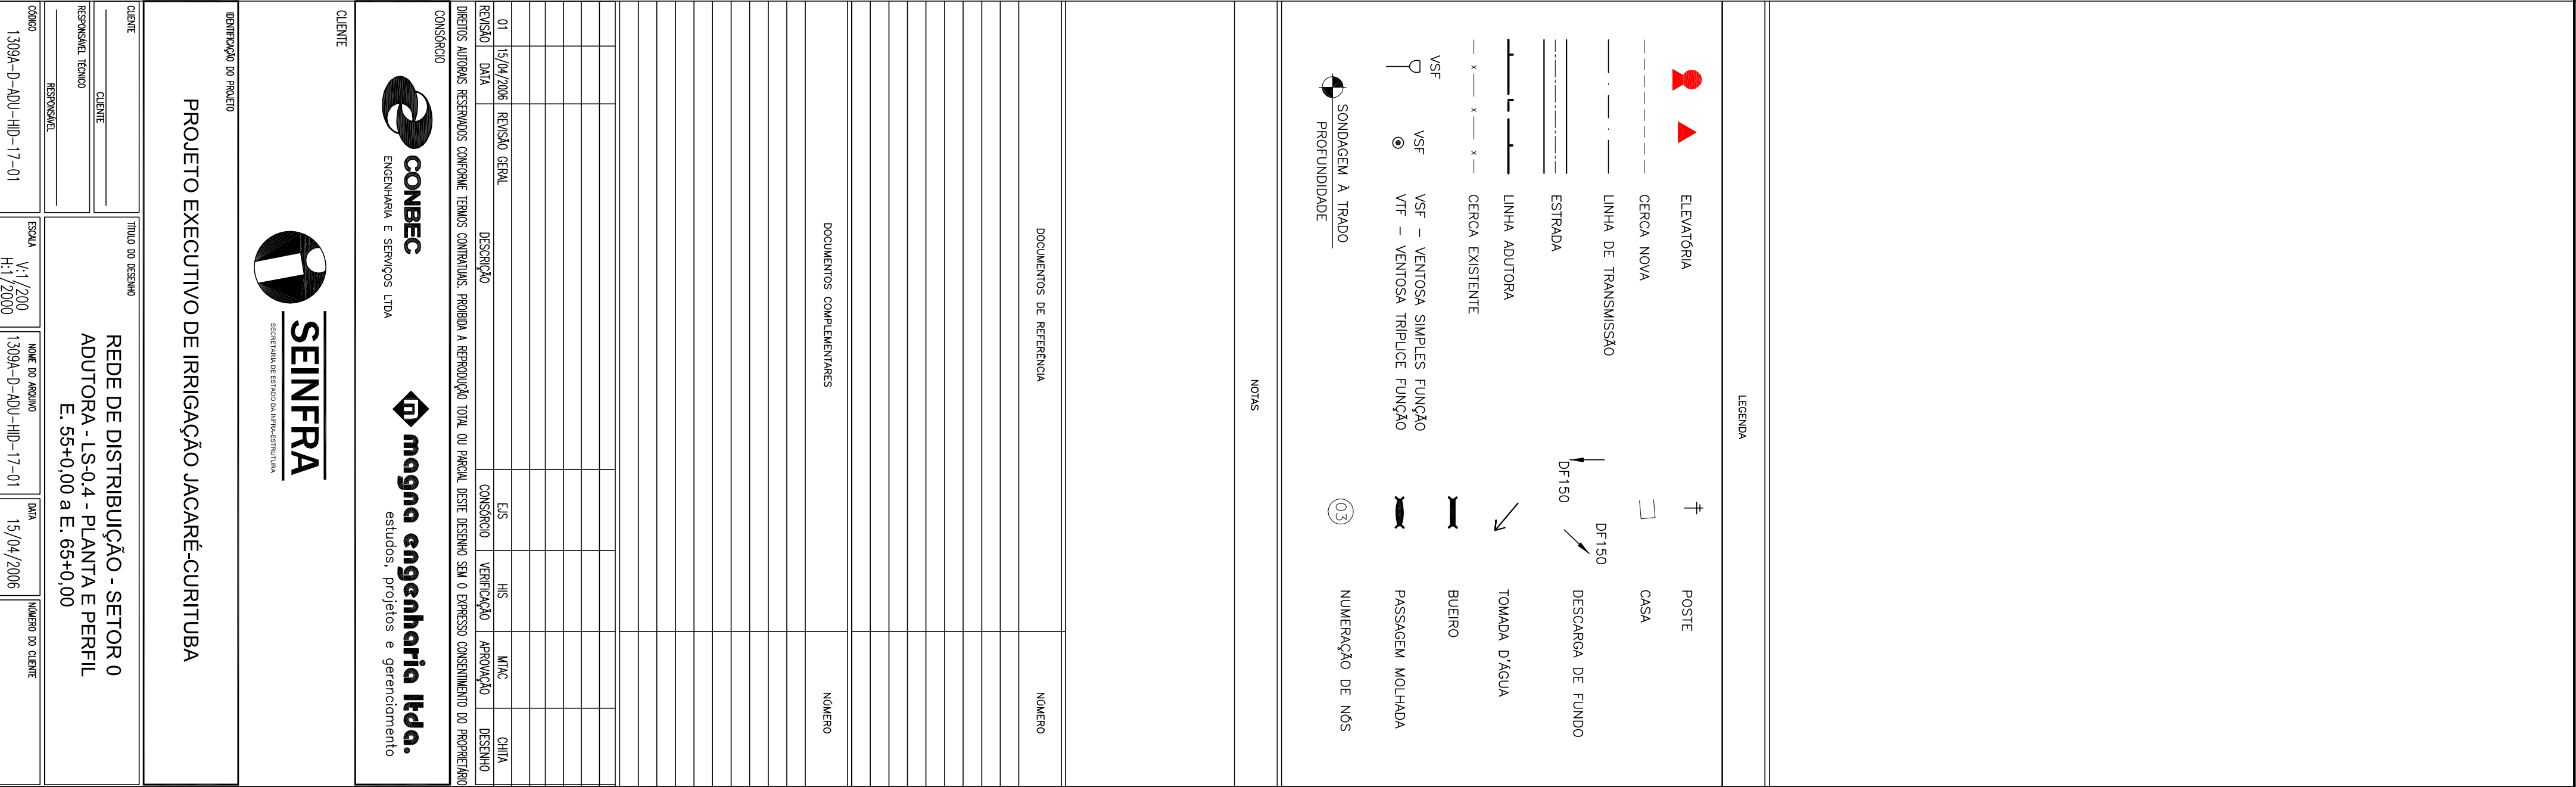 LEGENDA
ELEVATÓRIA
POSTE
CERCA NOVA
CASA
LINHA DE TRANSMISSÃO
DF150
ESTRADA
DF150
DESCARGA DE FUNDO
LINHA ADUTORA
TOMADA D'ÁGUA
CERCA EXISTENTE
BUEIRO
VSF
VSF
VSF – VENTOSA SIMPLES FUNÇÃO
VTF – VENTOSA TRÍPLICE FUNÇÃO
PASSAGEM MOLHADA
SONDAGEM À TRADO
PROFUNDIDADE
03
NUMERAÇÃO DE NÓS
NOTAS
DOCUMENTOS DE REFERÊNCIA
NÚMERO
DOCUMENTOS COMPLEMENTARES
NÚMERO
01 15/04/2006 REVISÃO GERAL EJS HIS MTAC CHITA
REVISÃO DATA DESCRIÇÃO CONSÓRCIO VERIFICAÇÃO APROVAÇÃO DESENHO
DIREITOS AUTORAIS RESERVADOS CONFORME TERMOS CONTRATUAIS. PROIBIDA A REPRODUÇÃO TOTAL OU PARCIAL DESTE DESENHO SEM O EXPRESSO CONSENTIMENTO DO PROPRIETÁRIO
CONSÓRCIO
CONBEC
ENGENHARIA E SERVIÇOS LTDA
magna engenharia ltda.
estudos, projetos e gerenciamento
CLIENTE
SEINFRA
SECRETARIA DE ESTADO DA INFRA-ESTRUTURA
IDENTIFICAÇÃO DO PROJETO
PROJETO EXECUTIVO DE IRRIGAÇÃO JACARÉ-CURITUBA
CLIENTE
CLIENTE
RESPONSÁVEL TÉCNICO
RESPONSÁVEL
TÍTULO DO DESENHO
REDE DE DISTRIBUIÇÃO - SETOR 0
ADUTORA - LS-0.4 - PLANTA E PERFIL
E. 55+0,00 a E. 65+0,00
CÓDIGO
1309A-D-ADU-HID-17-01
ESCALA
V:1/200
H:1/2000
NOME DO ARQUIVO
1309A-D-ADU-HID-17-01
DATA
15/04/2006
NÚMERO DO CLIENTE